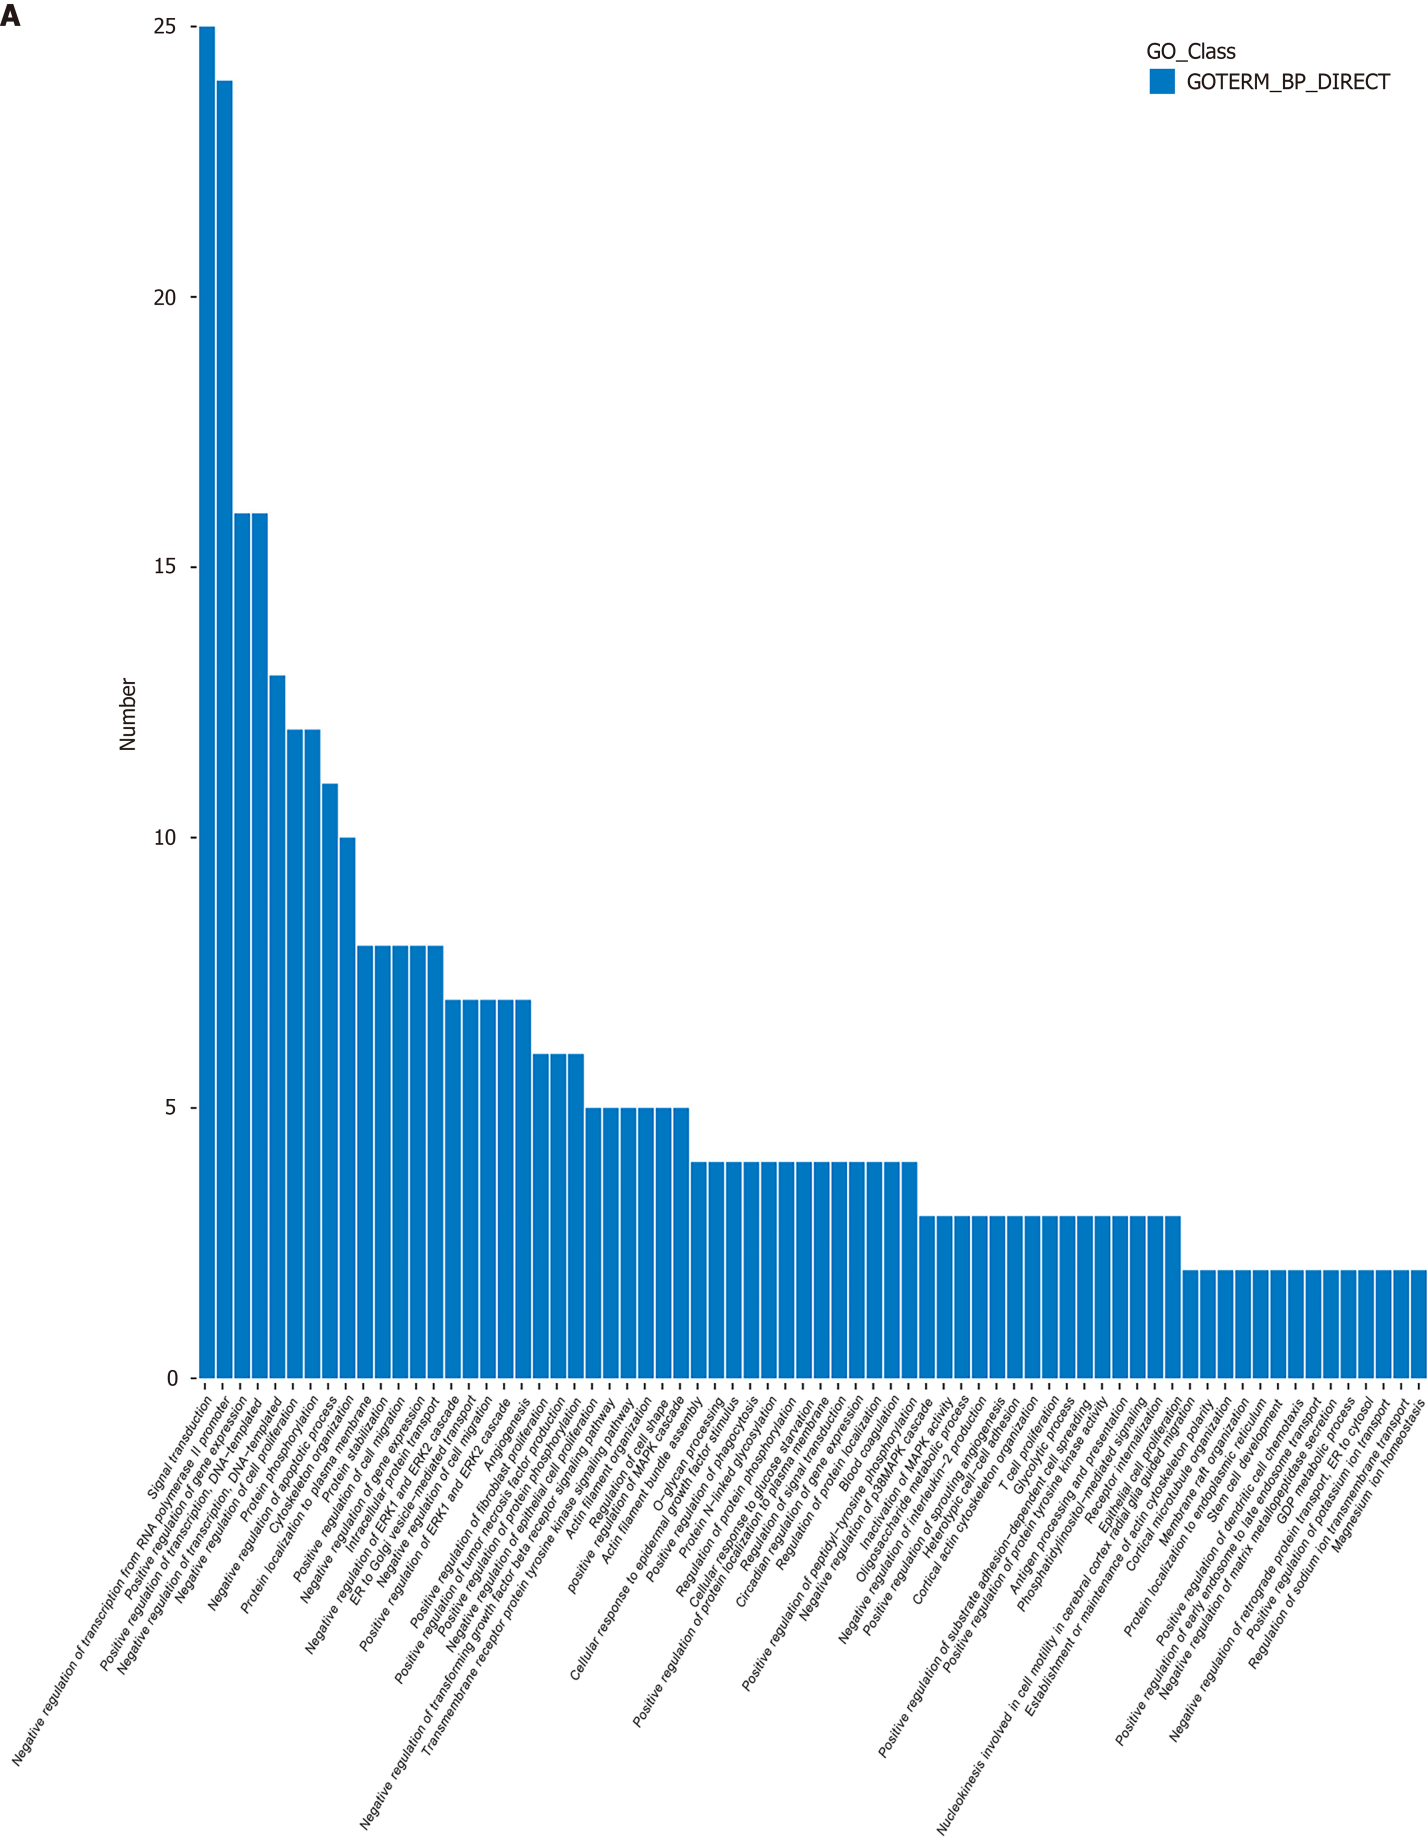 A
GO_Class
GOTERM_BP_DIRECT
Number
25
20
15
10
5
0
Signal transduction
Negative regulation of transcription from RNA polymerase II promoter
Positive regulation of gene expression
Positive regulation of transcription, DNA−templated
Negative regulation of transcription, DNA−templated
Negative regulation of cell proliferation
Protein phosphorylation
Negative regulation of apoptotic process
Cytoskeleton organization
Protein localization to plasma membrane
Protein stabilization
Positive regulation of cell migration
Negative regulation of gene expression
Intracellular protein transport
Negative regulation of ERK1 and ERK2 cascade
ER to Golgi vesicle−mediated transport
Negative regulation of cell migration
Positive regulation of ERK1 and ERK2 cascade
Angiogenesis
Positive regulation of fibroblast proliferation
Positive regulation of tumor necrosis factor production
Positive regulation of protein phosphorylation
Negative regulation of epithelial cell proliferation
Negative regulation of transforming growth factor beta receptor signaling pathway
Transmembrane receptor protein tyrosine kinase signaling pathway
Actin filament organization
Regulation of cell shape
positive regulation of MAPK cascade
Actin filament bundle assembly
O−glycan processing
Cellular response to epidermal growth factor stimulus
Positive regulation of phagocytosis
Protein N−linked glycosylation
Regulation of protein phosphorylation
Cellular response to glucose starvation
Positive regulation of protein localization to plasma membrane
Regulation of signal transduction
Circadian regulation of gene expression
Regulation of protein localization
Blood coagulation
Positive regulation of peptidyl−tyrosine phosphorylation
Negative regulation of p38MAPK cascade
Inactivation of MAPK activity
Oligosaccharide metabolic process
Negative regulation of interleukin−2 production
Positive regulation of sprouting angiogenesis
Heterotypic cell−cell adhesion
Cortical actin cytoskeleton organization
T cell proliferation
Glycolytic process
Positive regulation of substrate adhesion−dependent cell spreading
Positive regulation of protein tyrosine kinase activity
Antigen processing and presentation
Phosphatidylinositol−mediated signaling
Receptor internalization
Epithelial cell proliferation
Nucleokinesis involved in cell motility in cerebral cortex radial glia guided migration
Establishment or maintenance of actin cytoskeleton polarity
Cortical microtubule organization
Membrane raft organization
Protein localization to endoplasmic reticulum
Stem cell development
Positive regulation of dendritic cell chemotaxis
Positive regulation of early endosome to late endosome transport
Negative regulation of matrix metallopeptidase secretion
GDP metabolic process
Negative regulation of retrograde protein transport, ER to cytosol
Positive regulation of potassium ion transport
Regulation of sodium ion transmembrane transport
Magnesium ion homeostasis